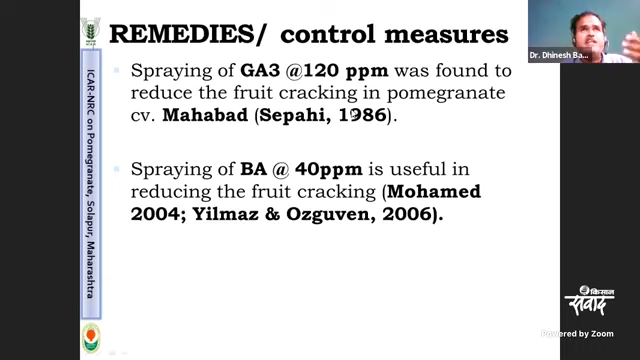 REMEDIES/ control measures
Spraying of GA3 @120 ppm was found to
reduce the fruit cracking in pomegranate
cv. Mahabad (Sepahi, 1986).
Spraying of BA @ 40ppm is useful in
reducing the fruit cracking (Mohamed
2004; Yilmaz & Ozguven, 2006).
ICAR-NRC on Pomegranate, Solapur, Maharashtra
Dr. Dhinesh Ba...
किसान
संवाद
Powered by Zoom